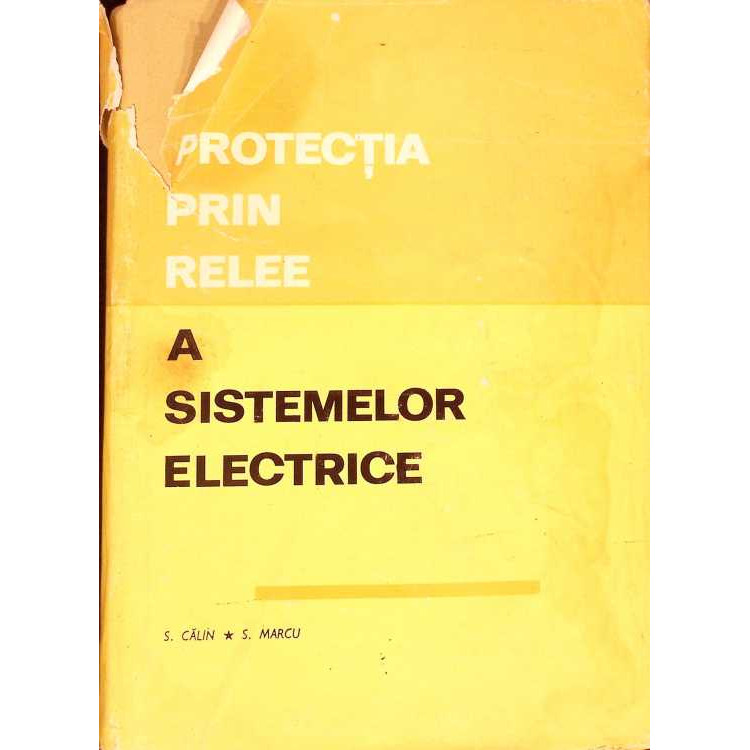 PROTECȚIA
PRIN
RELEE
A
SISTEMELOR
ELECTRICE
S. CĂLIN ★ S. MARCU